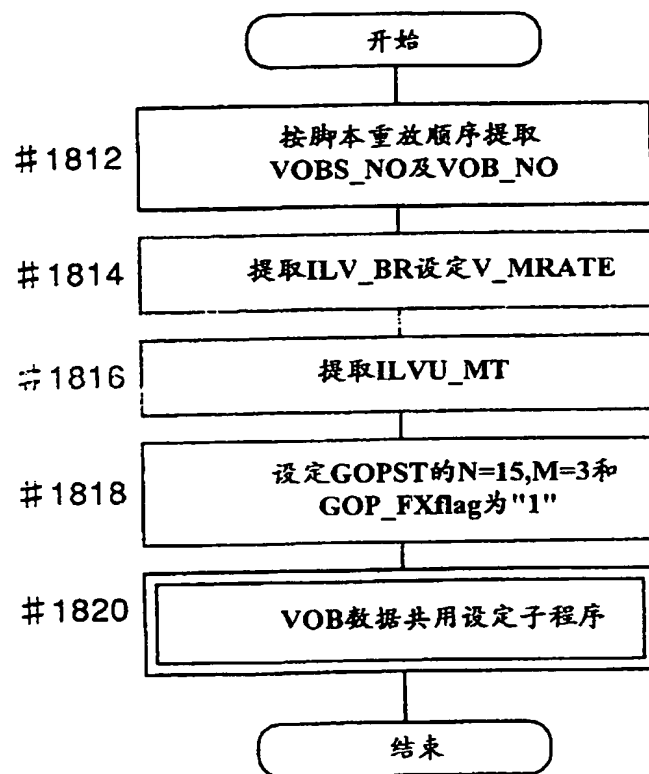 开始
#1812
按脚本重放顺序提取
VOBS_NO及VOB_NO
#1814
提取ILV_BR设定V_MRATE
#1816
提取ILVU_MT
#1818
设定GOPST的N=15,M=3和
GOP_FXflag为"1"
#1820
VOB数据共用设定子程序
结束